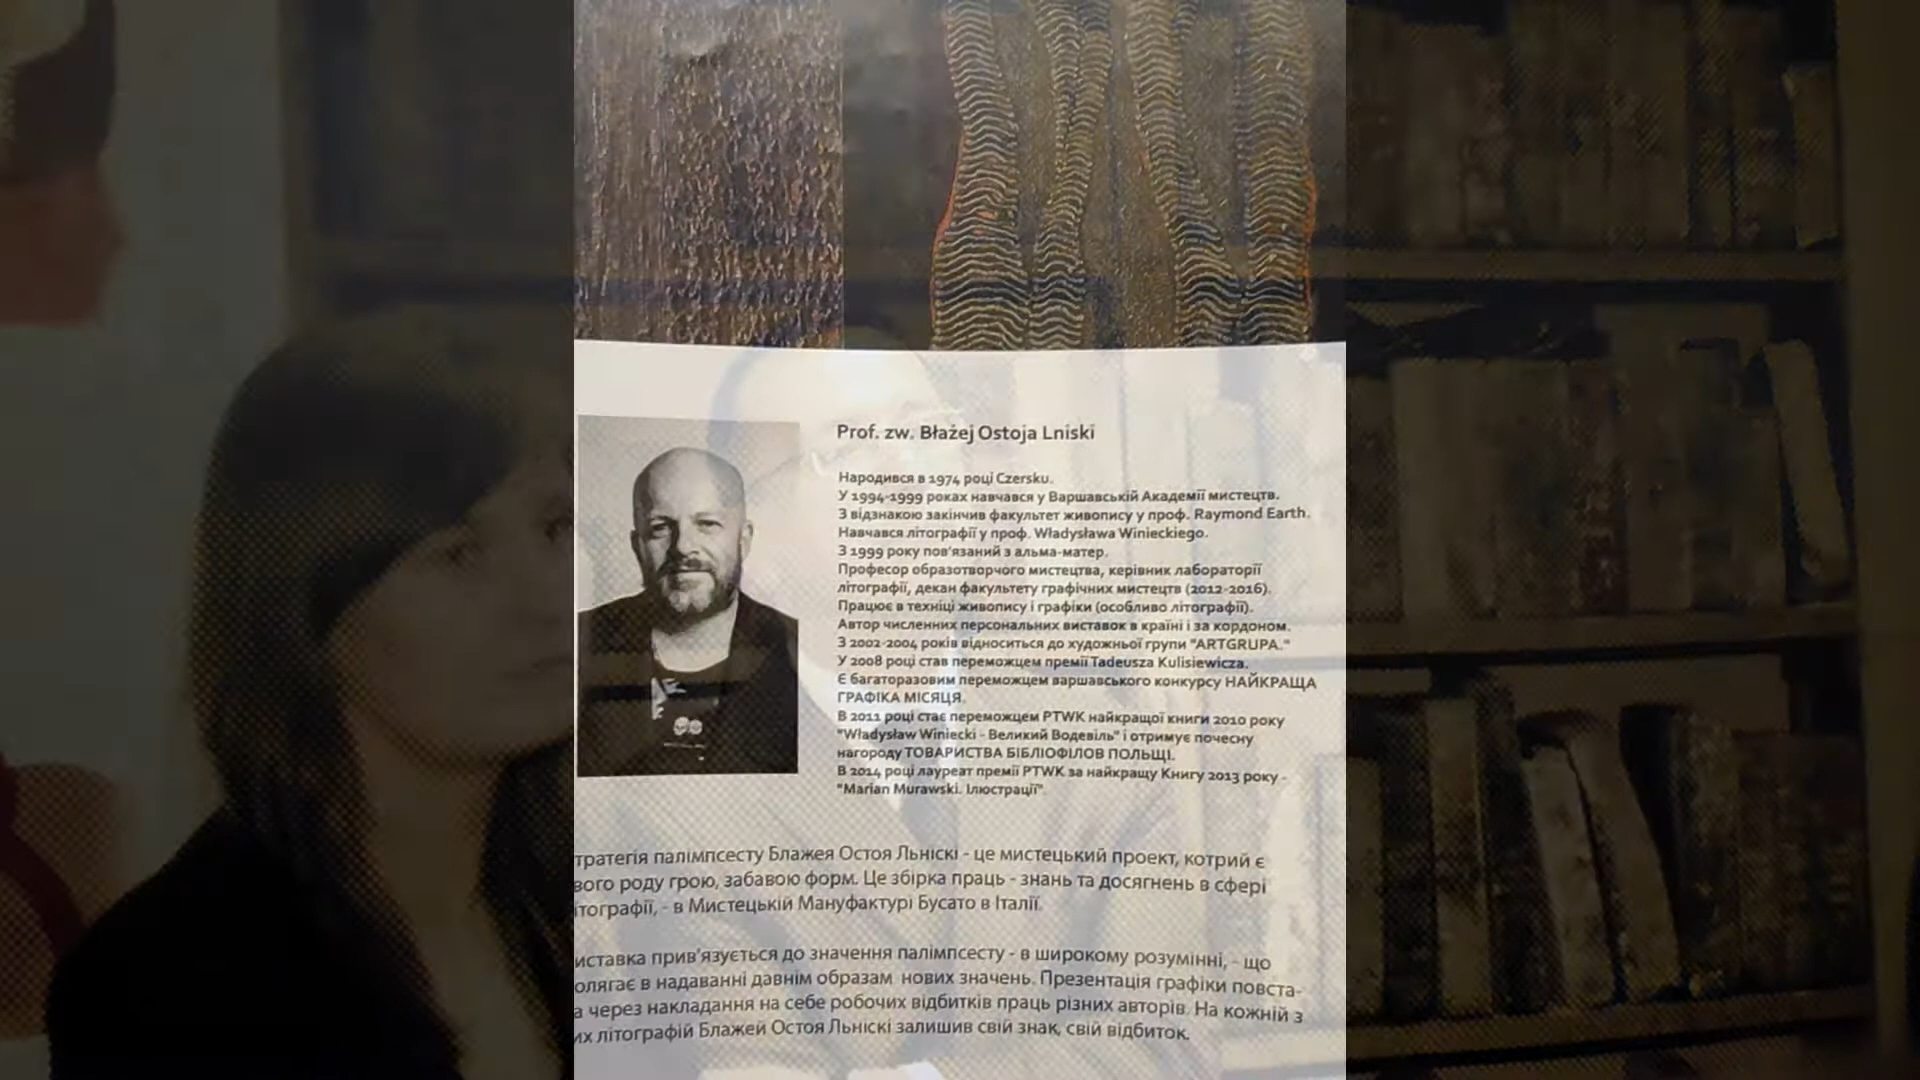 Prof. zw. Błażej Ostoja Lniski
Народився в 1974 році Czersku.
У 1994-1999 роках навчався у Варшавській Академії мистецтв.
З відзнакою закінчив факультет живопису у проф. Raymond Earth.
Навчався літографії у проф. Władysława Winieckiego.
З 1999 року пов'язаний з альма-матер.
Професор образотворчого мистецтва, керівник лабораторії
літографії, декан факультету графічних мистецтв (2012-2016).
Працює в техніці живопису і графіки (особливо літографії).
Автор численних персональних виставок в країні і за кордоном.
З 2002-2004 років відноситься до художньої групи "ARTGRUPA."
У 2008 році став переможцем премії Tadeusza Kulisiewicza.
Є багаторазовим переможцем варшавського конкурсу НАЙКРАЩА
ГРАФІКА МІСЯЦЯ.
В 2011 році стає переможцем PTWK найкращої книги 2010 року
"Władysław Winiecki - Великий Водевіль" і отримує почесну
нагороду ТОВАРИСТВА БІБЛІОФІЛОВ ПОЛЬЩІ.
В 2014 році лауреат премії PTWK за найкращу Книгу 2013 року -
"Marian Murawski. Ілюстрації".
тратегія палімпсесту Блажея Остоя Льніскі - це мистецький проект, котрий є
вого роду грою, забавою форм. Це збірка праць - знань та досягнень в сфері
ітографії, - в Мистецькій Мануфактурі Бусато в Італії.
иставка прив'язується до значення палімпсесту - в широкому розумінні, - що
олягає в надаванні давнім образам нових значень. Презентація графіки повста-
а через накладання на себе робочих відбитків праць різних авторів. На кожній з
их літографій Блажей Остоя Льніскі залишив свій знак, свій відбиток.